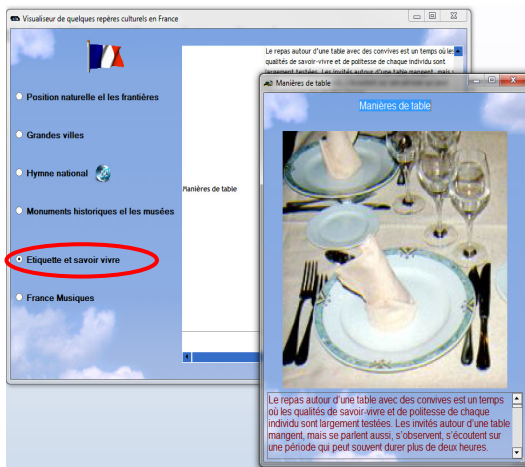 Visualiseur de quelques repères culturels en France
Position naturelle el les frantières
Grandes villes
Hymne national
Monuments historiques el les musées
Etiquette et savoir vivre
France Musiques
Manières de table
Le repas autour d'une table avec des convives est un temps où les
qualités de savoir-vivre et de politesse de chaque individu sont
largement testées. Les invités autour d'une table mangent, mais s
Manières de table
Manières de table
Le repas autour d'une table avec des convives est un temps
où les qualités de savoir-vivre et de politesse de chaque
individu sont largement testées. Les invités autour d'une table
mangent, mais se parlent aussi, s'observent, s'écoutent sur
une période qui peut souvent durer plus de deux heures.